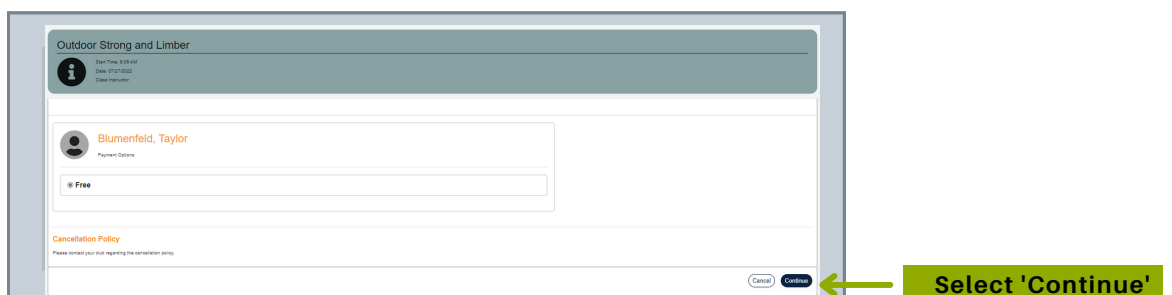 Outdoor Strong and Limber
Start Time: 8:05 AM
Date: 07/27/2022
Class Instructor:
Blumenfeld, Taylor
Payment Options
Free
Cancellation Policy
Please contact your club regarding the cancellation policy.
Cancel Continue
Select 'Continue'